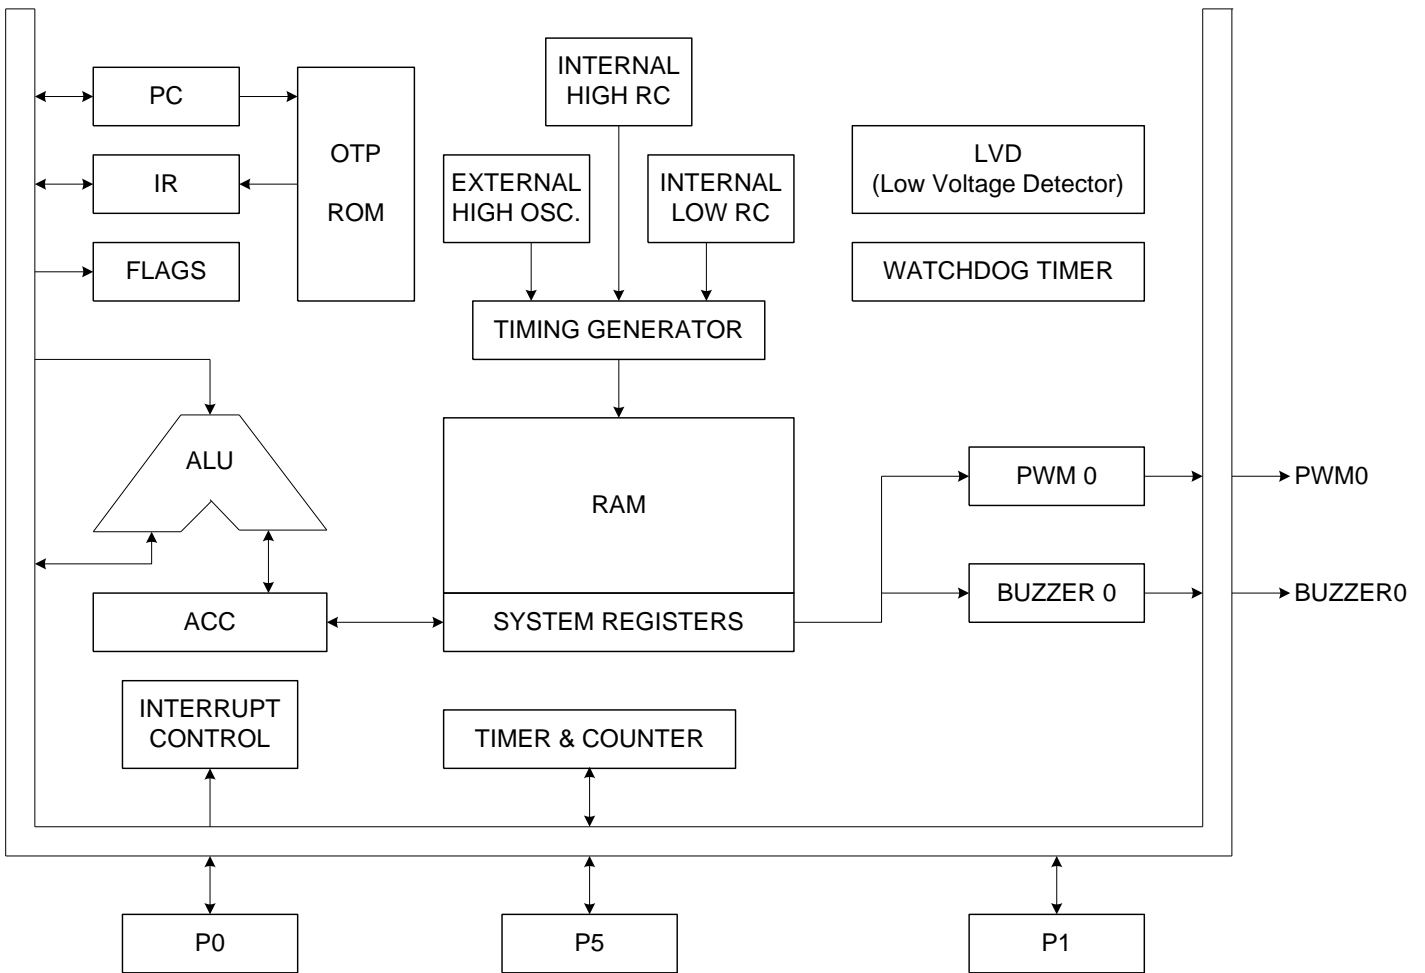 INTERNAL
HIGH RC
PC
OTP
ROM
IR
FLAGS
EXTERNAL
HIGH OSC.
INTERNAL
LOW RC
LVD
(Low Voltage Detector)
WATCHDOG TIMER
TIMING GENERATOR
ALU
RAM
PWM 0
PWM0
BUZZER 0
BUZZER0
ACC
SYSTEM REGISTERS
INTERRUPT
CONTROL
TIMER & COUNTER
P0
P5
P1